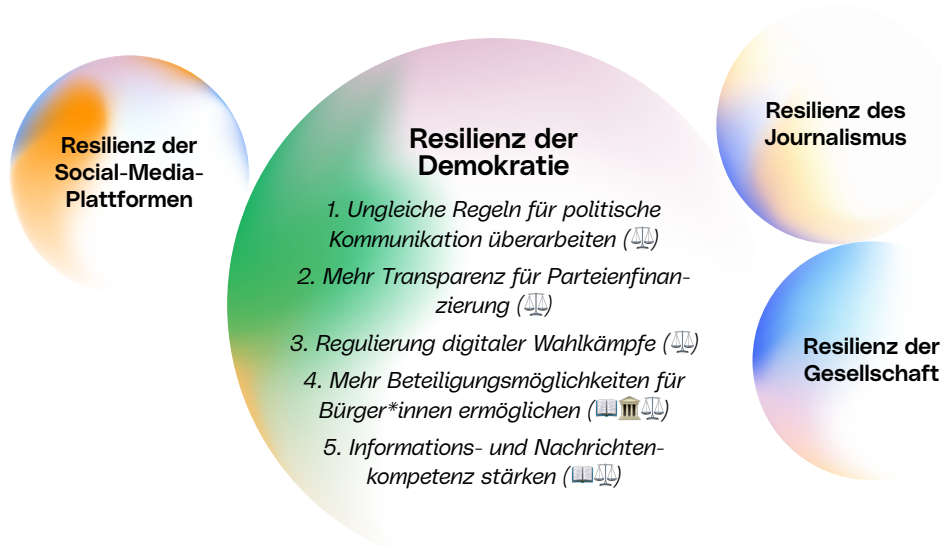 Resilienz der
Social-Media-
Plattformen
Resilienz der
Demokratie
1. Ungleiche Regeln für politische
Kommunikation überarbeiten (⚖️)
2. Mehr Transparenz für Parteienfinan-
zierung (⚖️)
3. Regulierung digitaler Wahlkämpfe (⚖️)
4. Mehr Beteiligungsmöglichkeiten für
Bürger*innen ermöglichen (📖🏛️⚖️)
5. Informations- und Nachrichten-
kompetenz stärken (📖⚖️)
Resilienz des
Journalismus
Resilienz der
Gesellschaft